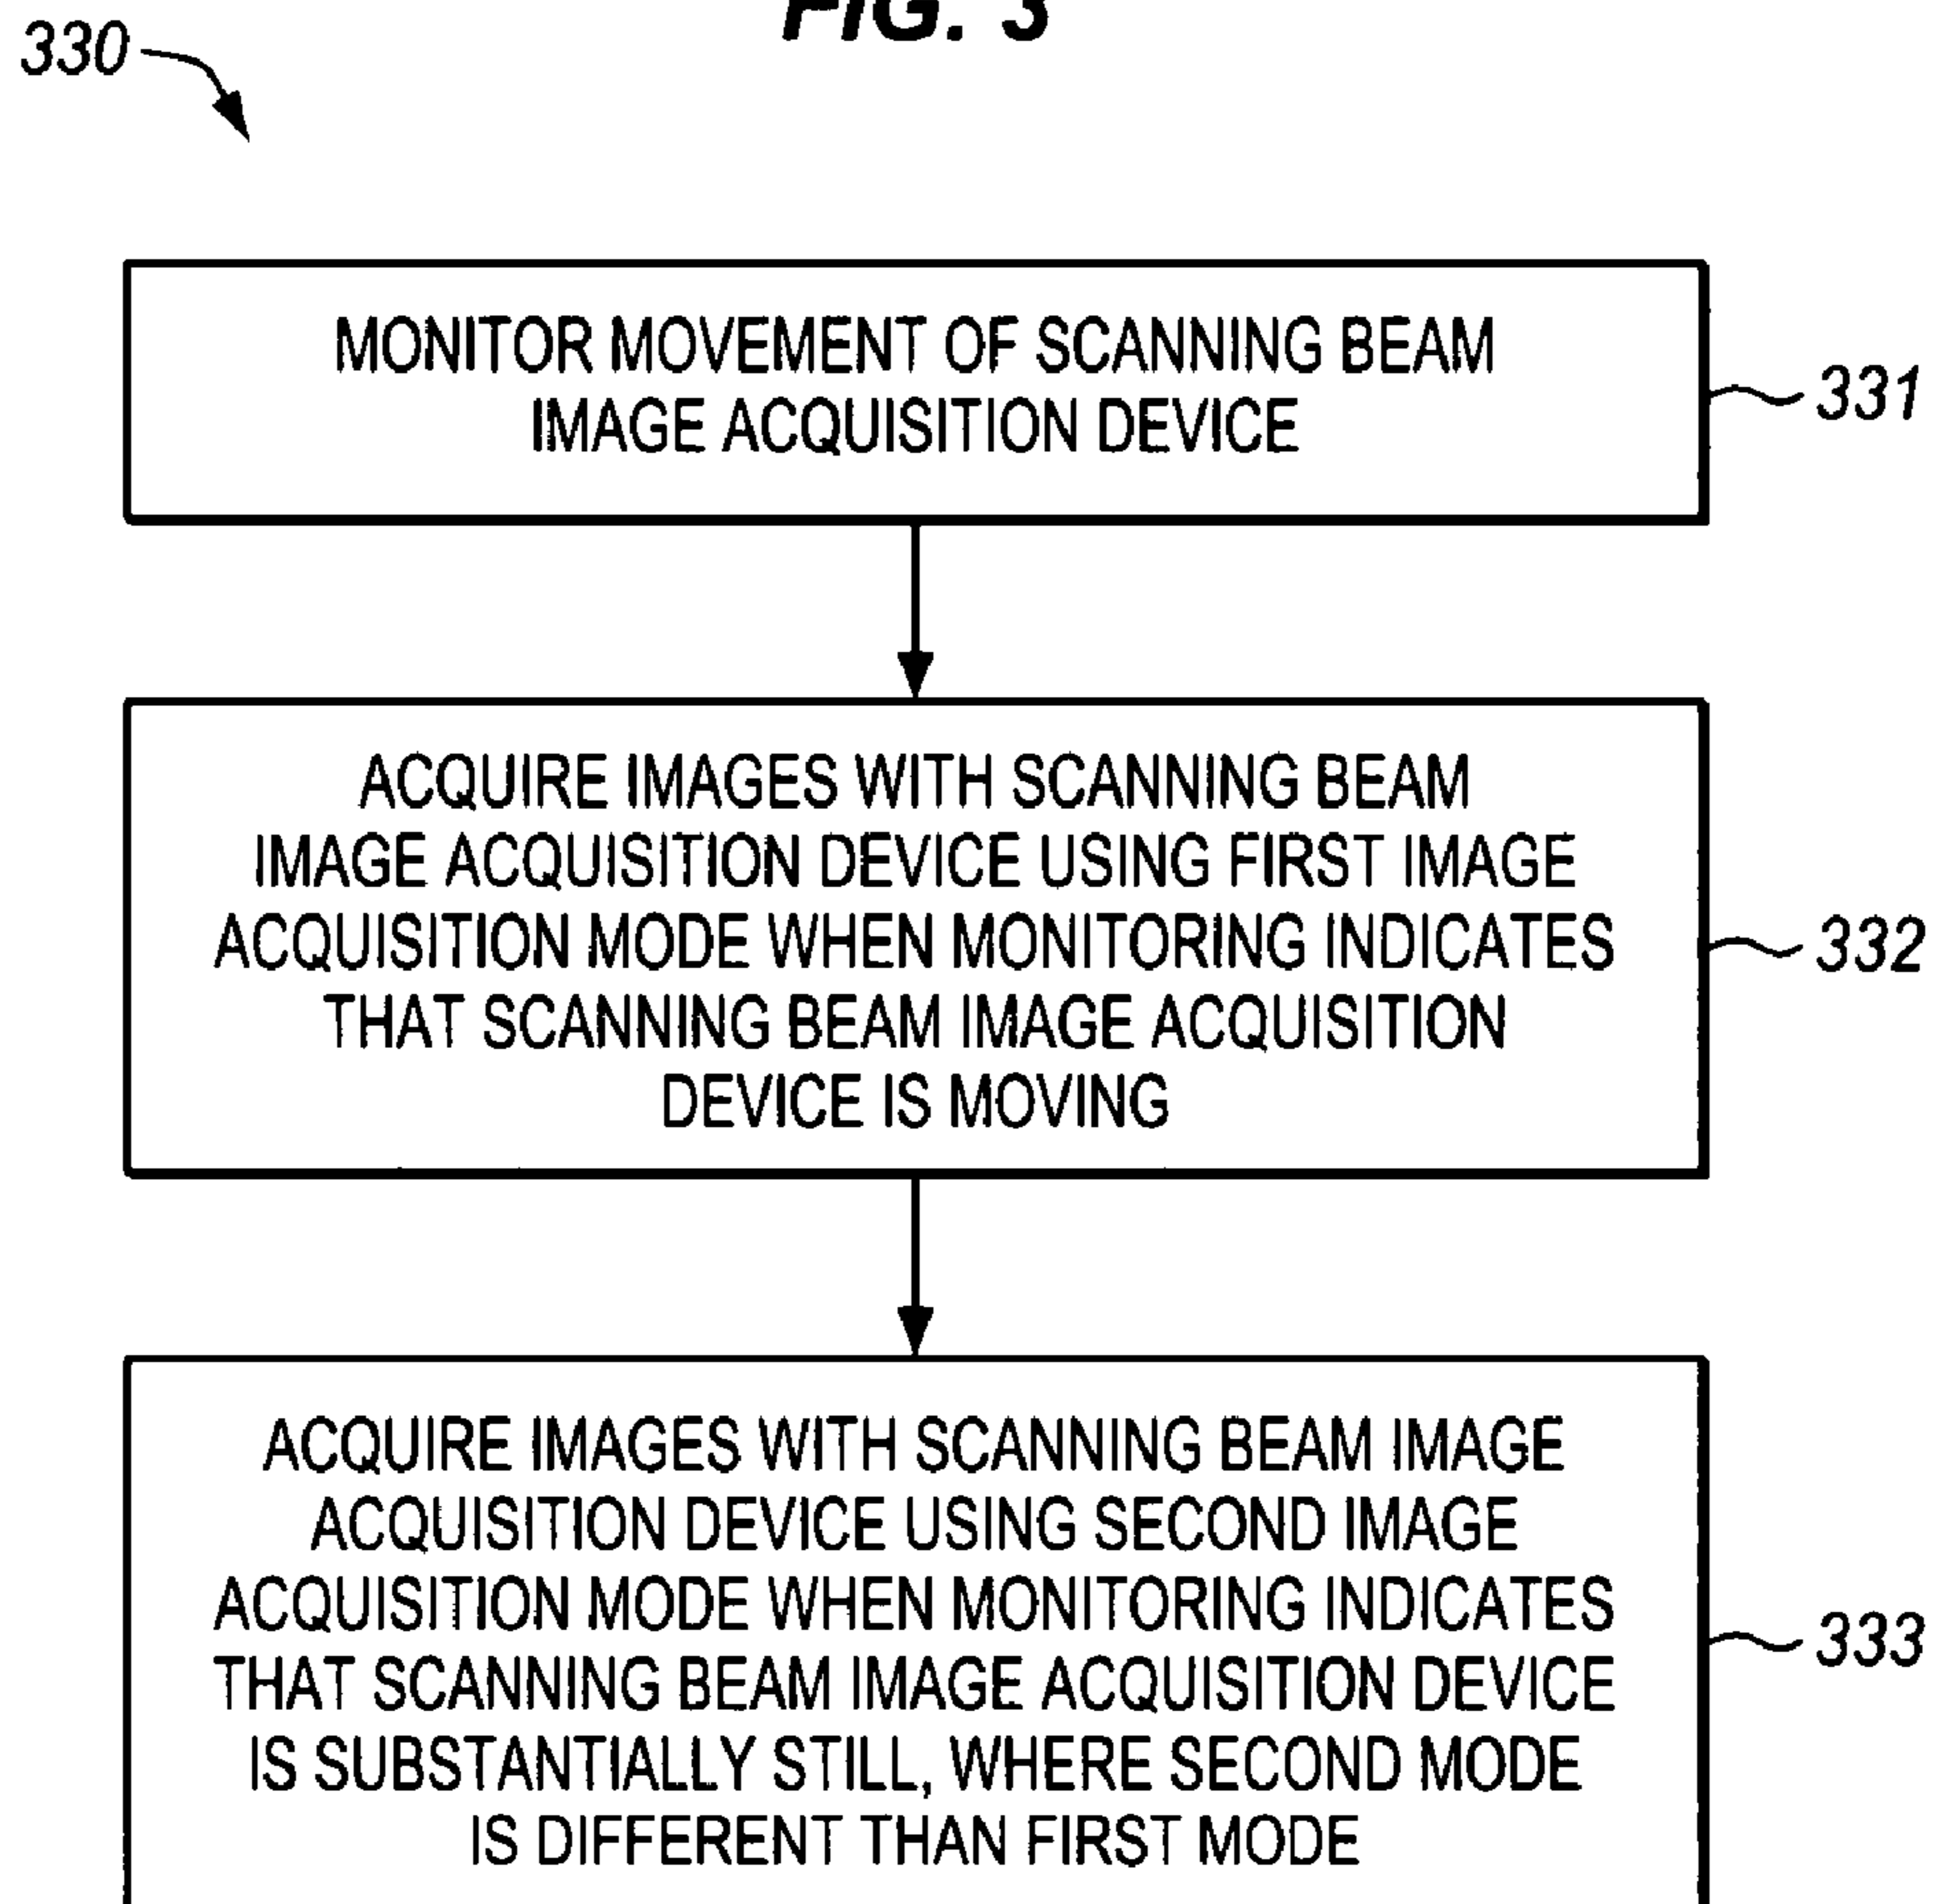 FIG. 3
330
MONITOR MOVEMENT OF SCANNING BEAM
IMAGE ACQUISITION DEVICE
331
ACQUIRE IMAGES WITH SCANNING BEAM
IMAGE ACQUISITION DEVICE USING FIRST IMAGE
ACQUISITION MODE WHEN MONITORING INDICATES
THAT SCANNING BEAM IMAGE ACQUISITION
DEVICE IS MOVING
332
ACQUIRE IMAGES WITH SCANNING BEAM IMAGE
ACQUISITION DEVICE USING SECOND IMAGE
ACQUISITION MODE WHEN MONITORING INDICATES
THAT SCANNING BEAM IMAGE ACQUISITION DEVICE
IS SUBSTANTIALLY STILL, WHERE SECOND MODE
IS DIFFERENT THAN FIRST MODE
333